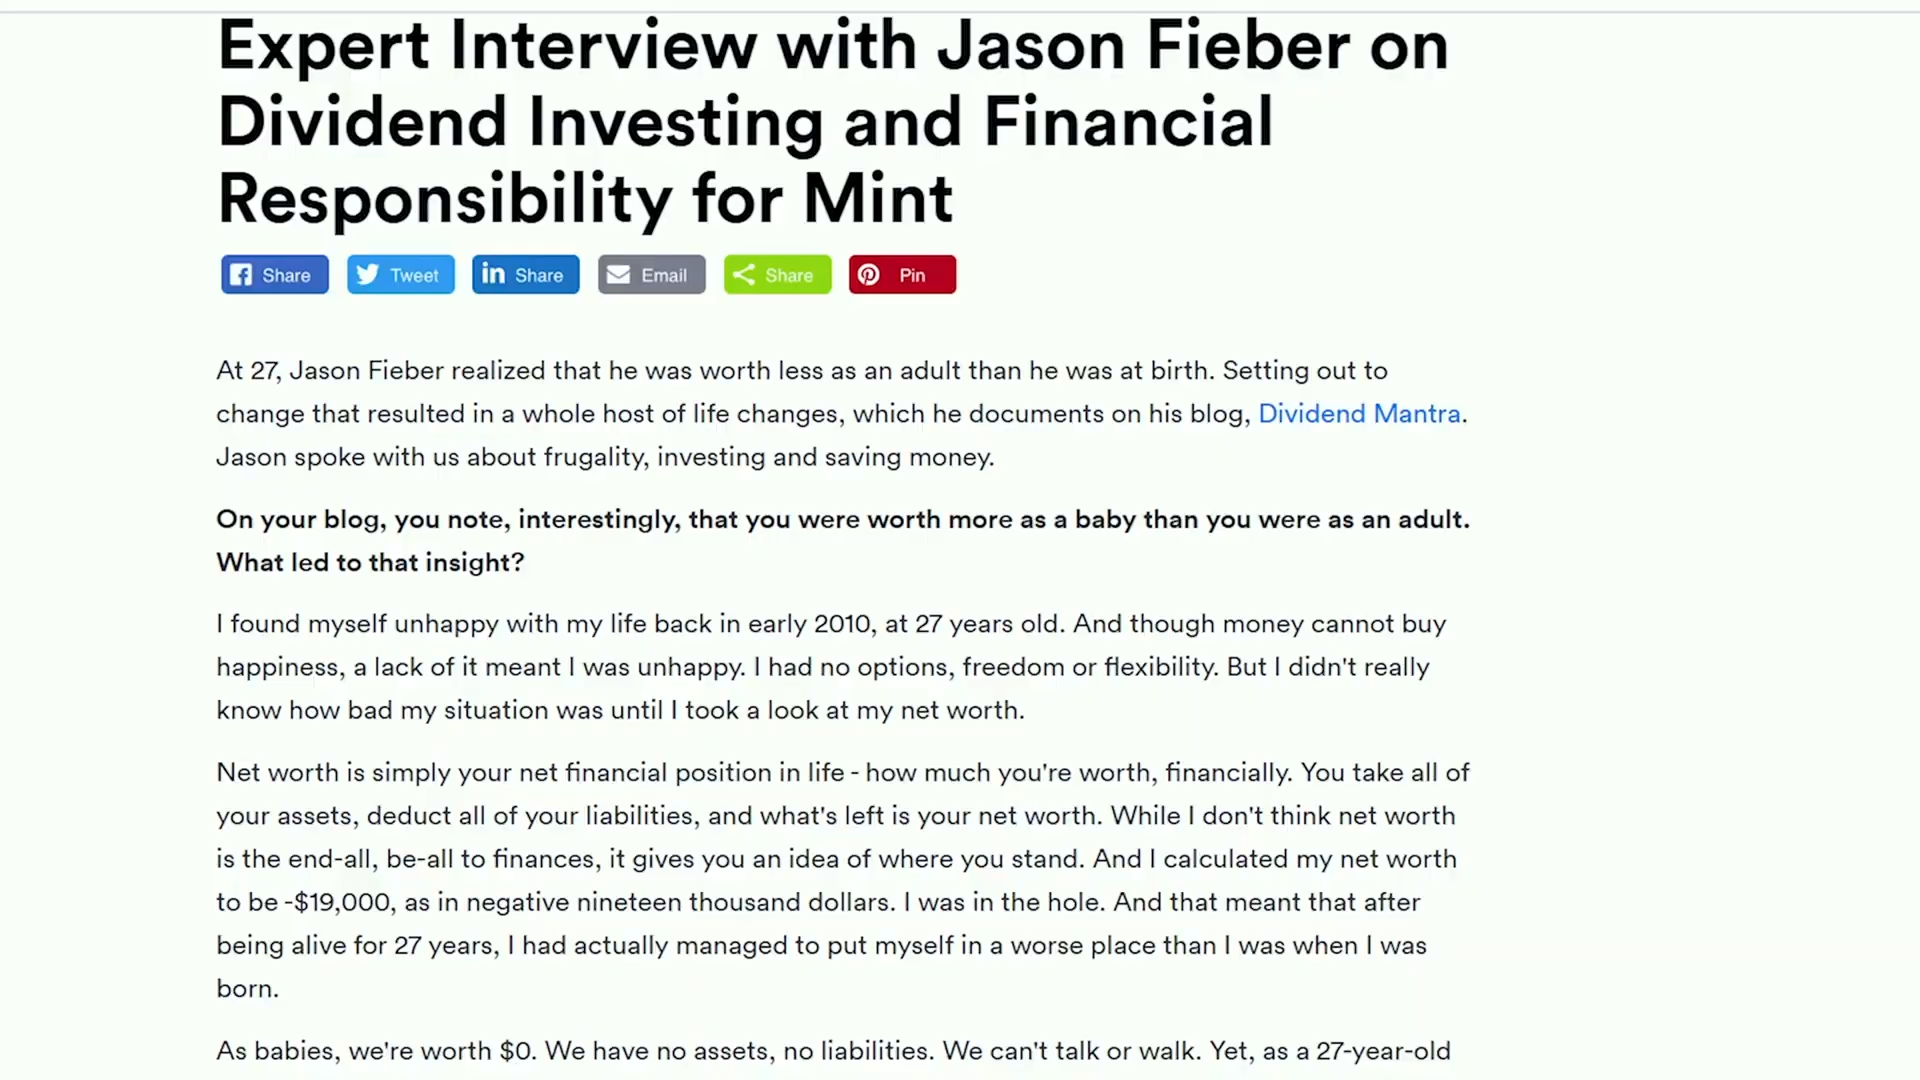 Expert Interview with Jason Fieber on
Dividend Investing and Financial
Responsibility for Mint
Share Tweet Share Email Share Pin
At 27, Jason Fieber realized that he was worth less as an adult than he was at birth. Setting out to
change that resulted in a whole host of life changes, which he documents on his blog, Dividend Mantra.
Jason spoke with us about frugality, investing and saving money.
On your blog, you note, interestingly, that you were worth more as a baby than you were as an adult.
What led to that insight?
I found myself unhappy with my life back in early 2010, at 27 years old. And though money cannot buy
happiness, a lack of it meant I was unhappy. I had no options, freedom or flexibility. But I didn't really
know how bad my situation was until I took a look at my net worth.
Net worth is simply your net financial position in life - how much you're worth, financially. You take all of
your assets, deduct all of your liabilities, and what's left is your net worth. While I don't think net worth
is the end-all, be-all to finances, it gives you an idea of where you stand. And I calculated my net worth
to be -$19,000, as in negative nineteen thousand dollars. I was in the hole. And that meant that after
being alive for 27 years, I had actually managed to put myself in a worse place than I was when I was
born.
As babies, we're worth $0. We have no assets, no liabilities. We can't talk or walk. Yet, as a 27-year-old